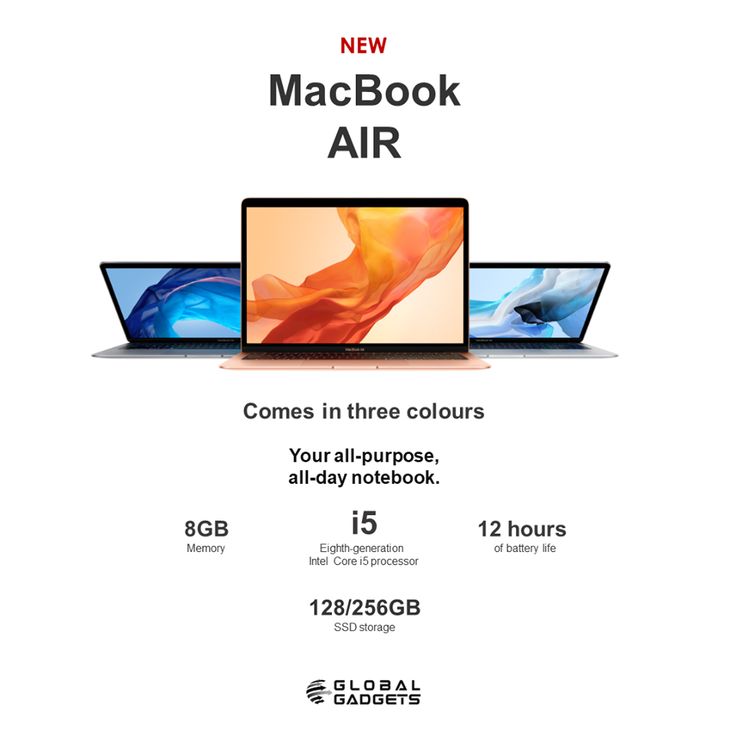 NEW
MacBook
AIR
Comes in three colours
Your all-purpose,
all-day notebook.
8GB
Memory
i5
Eighth-generation
Intel Core i5 processor
12 hours
of battery life
128/256GB
SSD storage
GLOBAL
GADGETS